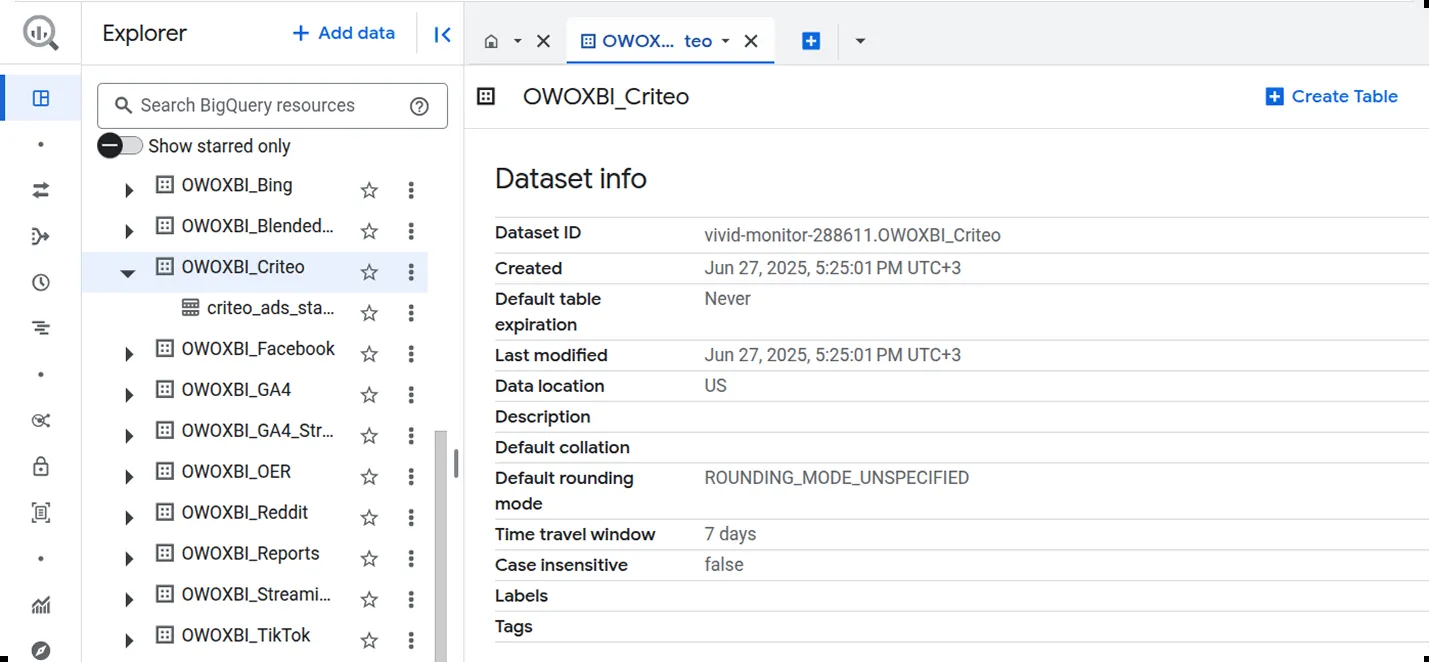 Explorer
+ Add data
OWOX... teo
Search BigQuery resources
Show starred only
OWOXBI_Bing
OWOXBI_Blended...
OWOXBI_Criteo
criteo_ads_sta...
OWOXBI_Facebook
OWOXBI_GA4
OWOXBI_GA4_Str...
OWOXBI_OER
OWOXBI_Reddit
OWOXBI_Reports
OWOXBI_Streami...
OWOXBI_TikTok
OWOXBI_Criteo
Create Table
Dataset info
Dataset ID vivid-monitor-288611.OWOXBI_Criteo
Created Jun 27, 2025, 5:25:01 PM UTC+3
Default table Never
expiration
Last modified Jun 27, 2025, 5:25:01 PM UTC+3
Data location US
Description
Default collation
Default rounding ROUNDING_MODE_UNSPECIFIED
mode
Time travel window 7 days
Case insensitive false
Labels
Tags